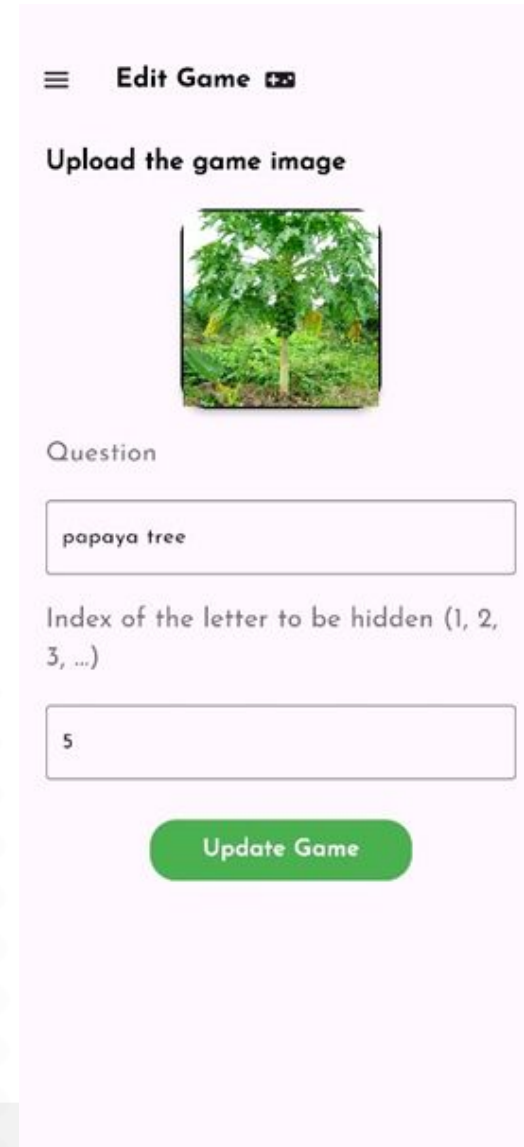 Edit Game
Upload the game image
Question
papaya tree
Index of the letter to be hidden (1, 2,
3, ...)
5
Update Game